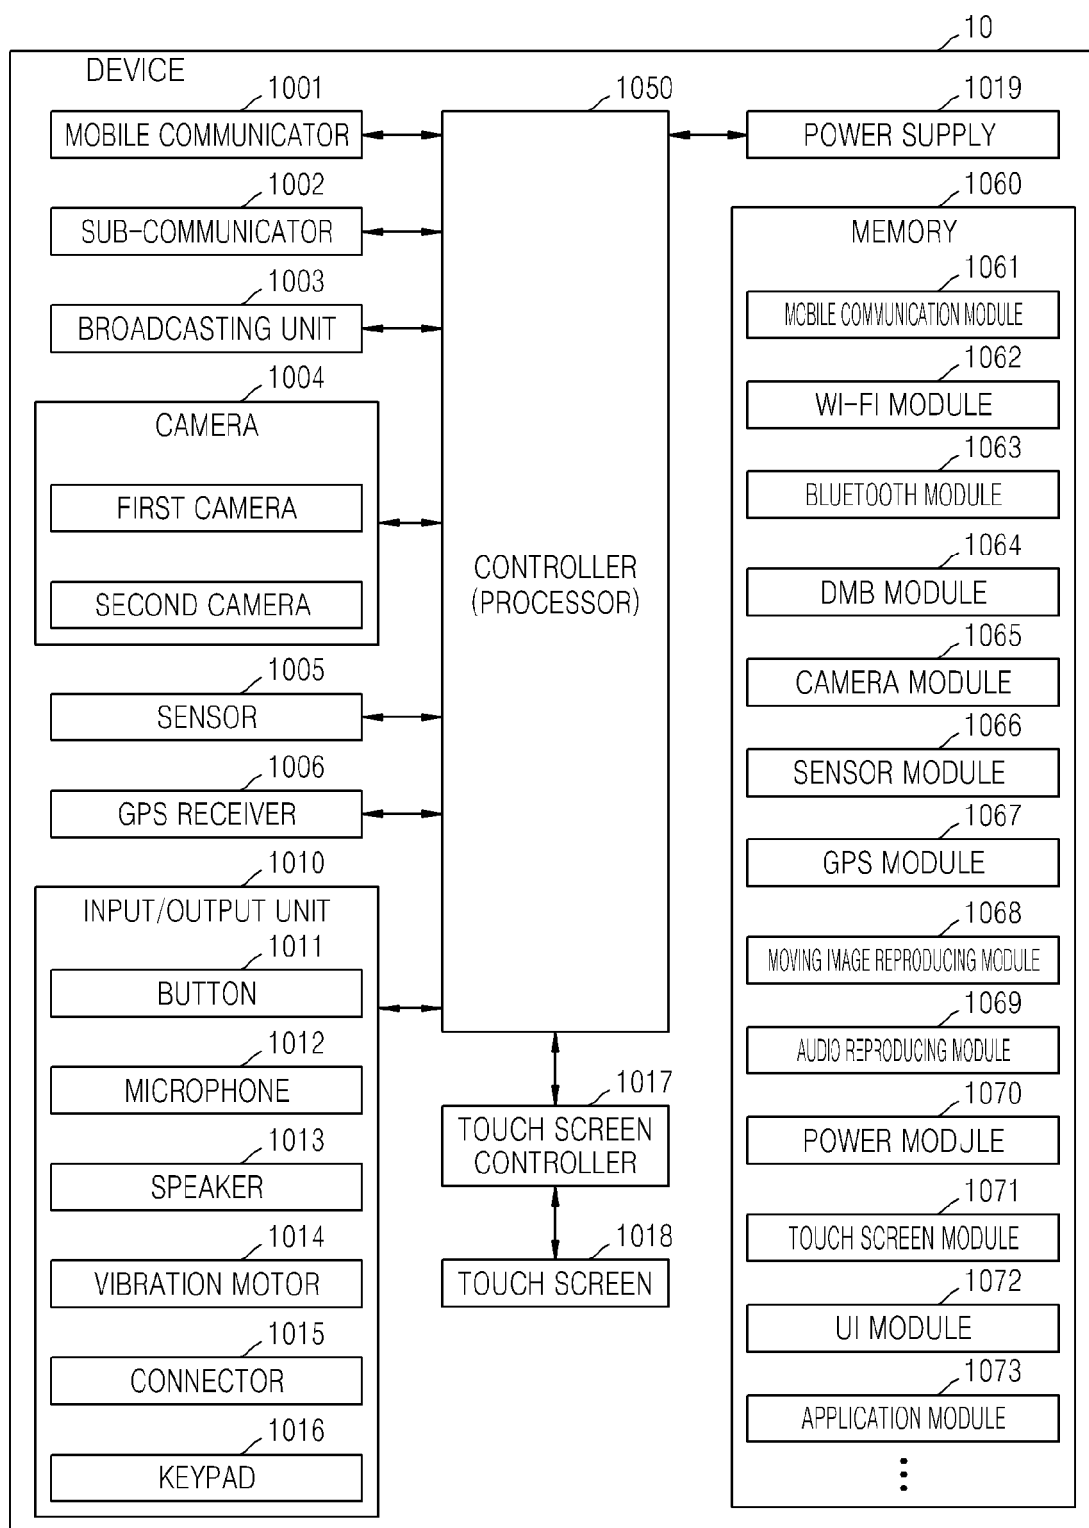 10
DEVICE
1001
MOBILE COMMUNICATOR
1002
SUB-COMMUNICATOR
1003
BROADCASTING UNIT
1004
CAMERA
FIRST CAMERA
SECOND CAMERA
1005
SENSOR
1006
GPS RECEIVER
1010
INPUT/OUTPUT UNIT
1011
BUTTON
1012
MICROPHONE
1013
SPEAKER
1014
VIBRATION MOTOR
1015
CONNECTOR
1016
KEYPAD
1050
CONTROLLER
(PROCESSOR)
1017
TOUCH SCREEN
CONTROLLER
1018
TOUCH SCREEN
1019
POWER SUPPLY
1060
MEMORY
1061
MOBILE COMMUNICATION MODULE
1062
WI-FI MODULE
1063
BLUETOOTH MODULE
1064
DMB MODULE
1065
CAMERA MODULE
1066
SENSOR MODULE
1067
GPS MODULE
1068
MOVING IMAGE REPRODUCING MODULE
1069
AUDIO REPRODUCING MODULE
1070
POWER MODJLE
1071
TOUCH SCREEN MODULE
1072
UI MODULE
1073
APPLICATION MODULE